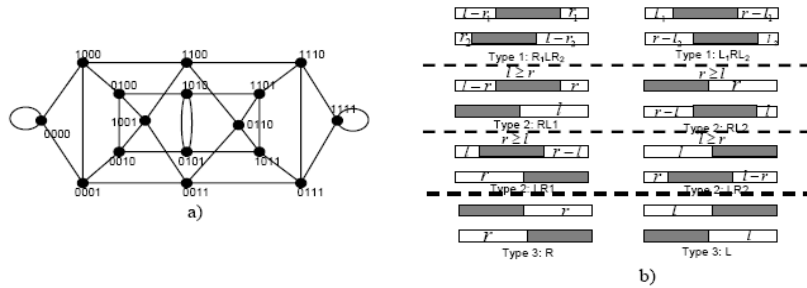 1000
1100
1110
0100
1010
1101
1001
0000
0110
1111
0010
0101
1011
0001
0011
0111
a)
l−r₁ r₁
l₁ r−l₁
r₂ l−r₂
r−l₂ l₂
Type 1: R₁LR₂ Type 1: L₁RL₂
l≥r r≥l
l−r r
r
l
r−l l
Type 2: RL1 Type 2: RL2
r≥l l≥r
l r−l
l
r
r l−r
Type 2: LR1 Type 2: LR2
r
l
r
l
Type 3: R Type 3: L
b)